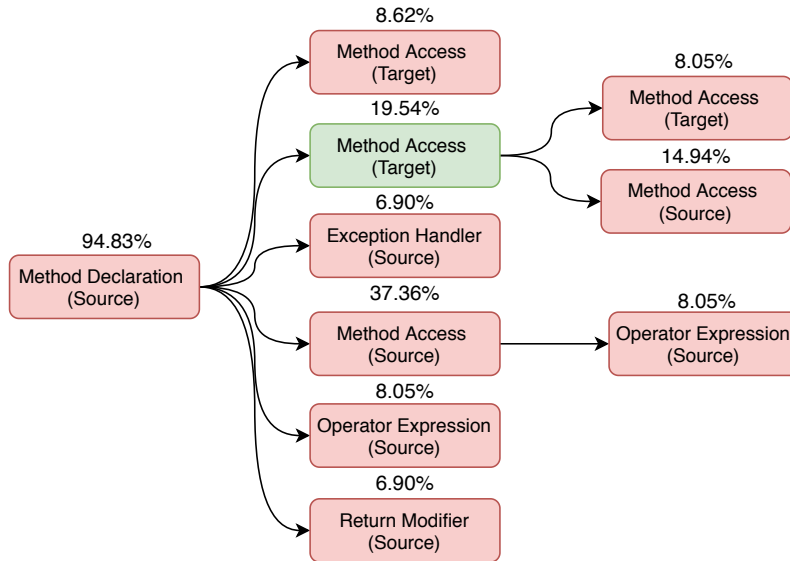 94.83%
Method Declaration
(Source)
8.62%
Method Access
(Target)
19.54%
Method Access
(Target)
6.90%
Exception Handler
(Source)
37.36%
Method Access
(Source)
8.05%
Operator Expression
(Source)
6.90%
Return Modifier
(Source)
8.05%
Method Access
(Target)
14.94%
Method Access
(Source)
8.05%
Operator Expression
(Source)